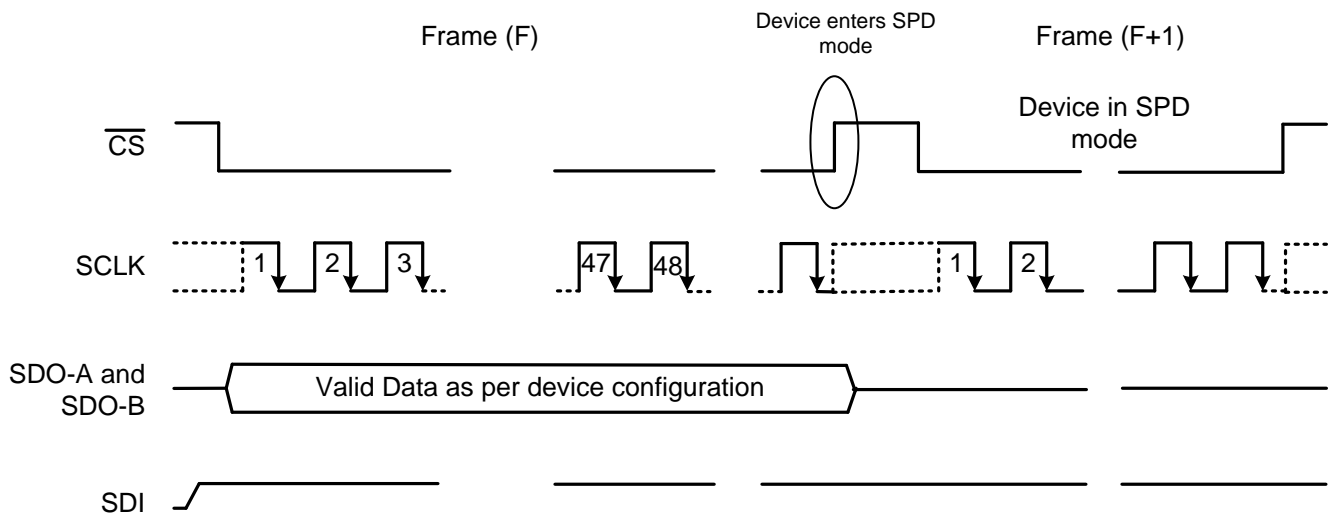 Frame (F)
Device enters SPD
mode
Frame (F+1)
CS
Device in SPD
mode
SCLK
1 2 3 47 48 1 2
SDO-A and
SDO-B
Valid Data as per device configuration
SDI